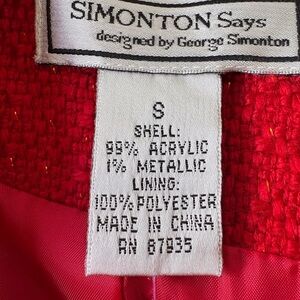 SIMONTON Says
designed by George Simonton
S
SHELL:
99% ACRYLIC
1% METALLIC
LINING:
100% POLYESTER
MADE IN CHINA
RN 87935